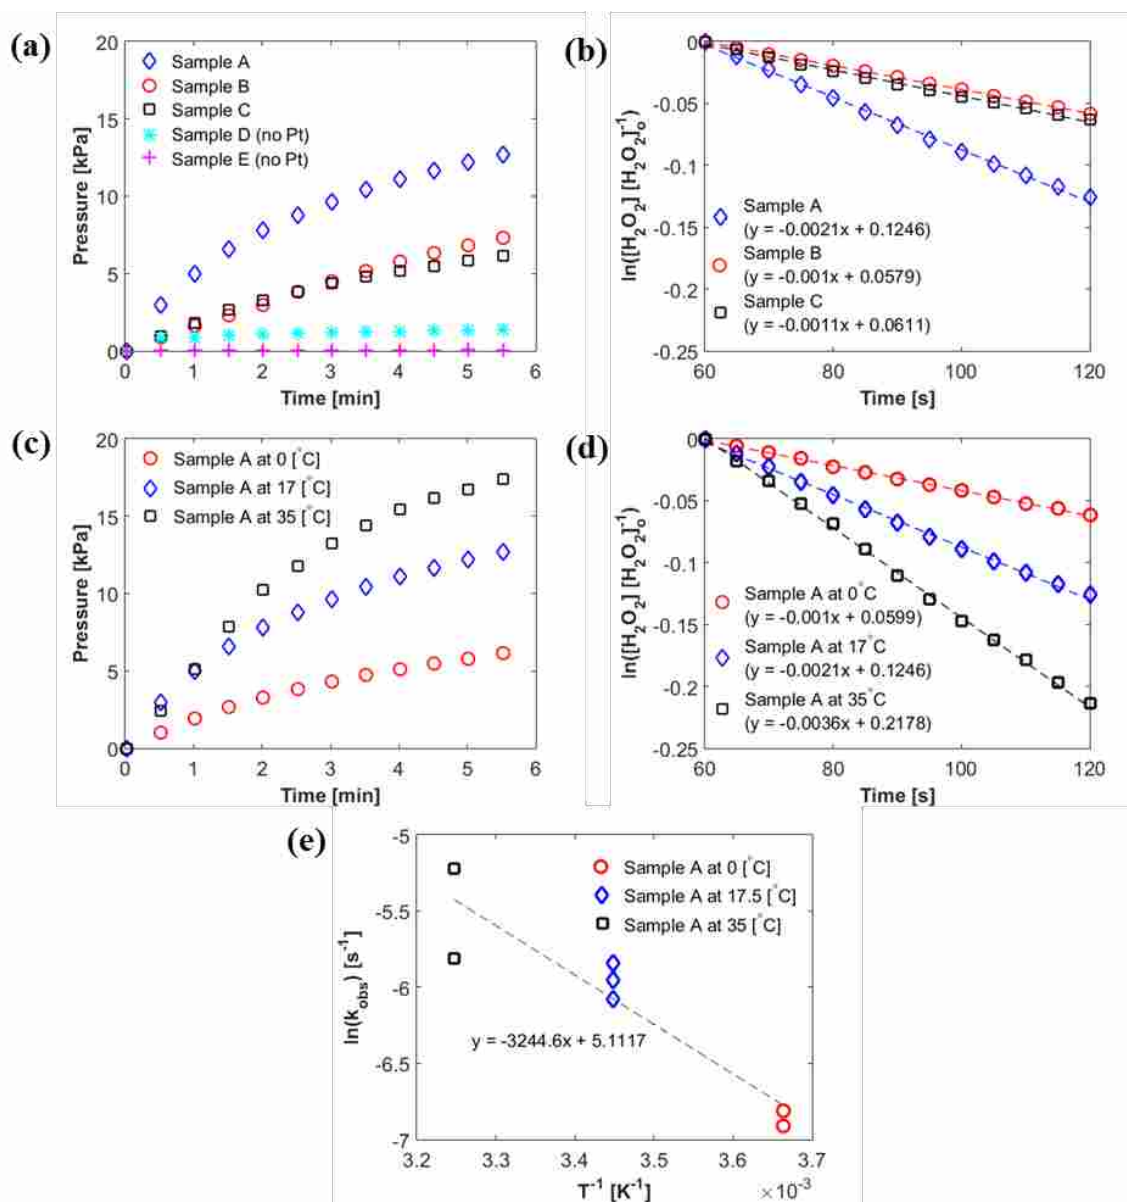 (a)
20
15
10
5
0
Pressure [kPa]
Sample A
Sample B
Sample C
Sample D (no Pt)
Sample E (no Pt)
0 1 2 3 4 5 6
Time [min]
(b)
0
-0.05
-0.1
-0.15
-0.2
-0.25
ln([H₂O₂] [H₂O₂]ₒ⁻¹)
Sample A
(y = -0.0021x + 0.1246)
Sample B
(y = -0.001x + 0.0579)
Sample C
(y = -0.0011x + 0.0611)
60 80 100 120
Time [s]
(c)
20
15
10
5
0
Pressure [kPa]
Sample A at 0 [°C]
Sample A at 17 [°C]
Sample A at 35 [°C]
0 1 2 3 4 5 6
Time [min]
(d)
0
-0.05
-0.1
-0.15
-0.2
-0.25
ln([H₂O₂] [H₂O₂]ₒ⁻¹)
Sample A at 0°C
(y = -0.001x + 0.0599)
Sample A at 17°C
(y = -0.0021x + 0.1246)
Sample A at 35°C
(y = -0.0036x + 0.2178)
60 80 100 120
Time [s]
(e)
-5
-5.5
-6
-6.5
-7
ln(k_obs) [s⁻¹]
Sample A at 0 [°C]
Sample A at 17.5 [°C]
Sample A at 35 [°C]
y = -3244.6x + 5.1117
3.2 3.3 3.4 3.5 3.6 3.7
T⁻¹ [K⁻¹]
× 10⁻³